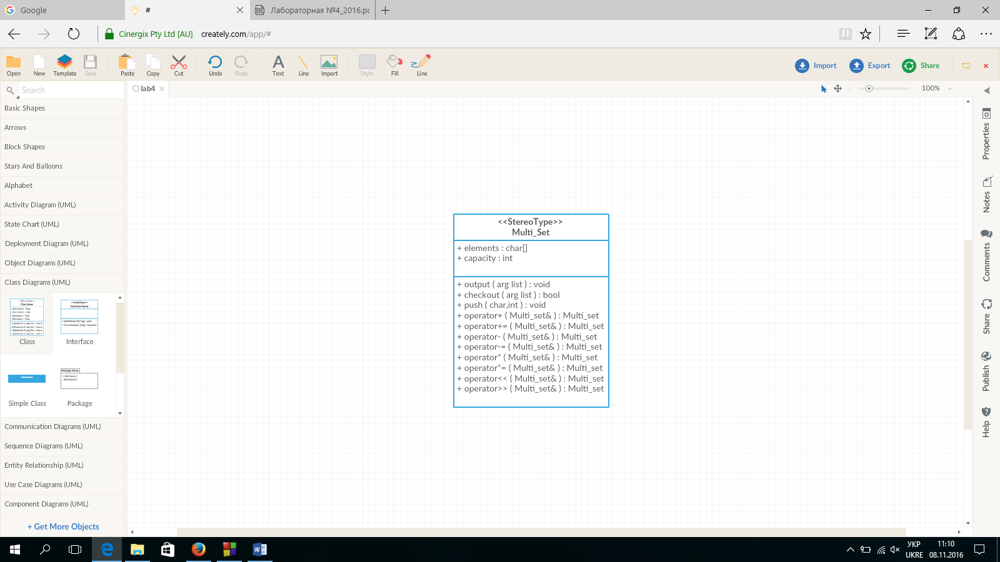 Google
#
Лабораторная №4_2016.pc
Cinergix Pty Ltd [AU]
creately.com/app/#
Open
New
Template
Save
Paste
Copy
Cut
Undo
Redo
Text
Line
Import
Style
Fill
Line
Import
Export
Share
Search
lab4
100%
Basic Shapes
Arrows
Block Shapes
Stars And Balloons
Alphabet
Activity Diagram (UML)
State Chart (UML)
Deployment Diagram (UML)
Object Diagrams (UML)
Class Diagrams (UML)
Class
Interface
Simple Class
Package
Communication Diagrams (UML)
Sequence Diagrams (UML)
Entity Relationship (UML)
Use Case Diagrams (UML)
Component Diagrams (UML)
+ Get More Objects
<<StereoType>>
Multi_Set
+ elements : char[]
+ capacity : int
+ output ( arg list ) : void
+ checkout ( arg list ) : bool
+ push ( char,int ) : void
+ operator+ ( Multi_set& ) : Multi_set
+ operator+= ( Multi_set& ) : Multi_set
+ operator- ( Multi_set& ) : Multi_set
+ operator-= ( Multi_set& ) : Multi_set
+ operator* ( Multi_set& ) : Multi_set
+ operator*= ( Multi_set& ) : Multi_set
+ operator<< ( Multi_set& ) : Multi_set
+ operator>> ( Multi_set& ) : Multi_set
Properties
Notes
Comments
Share
Publish
Help
УКР
UKRE
11:10
08.11.2016